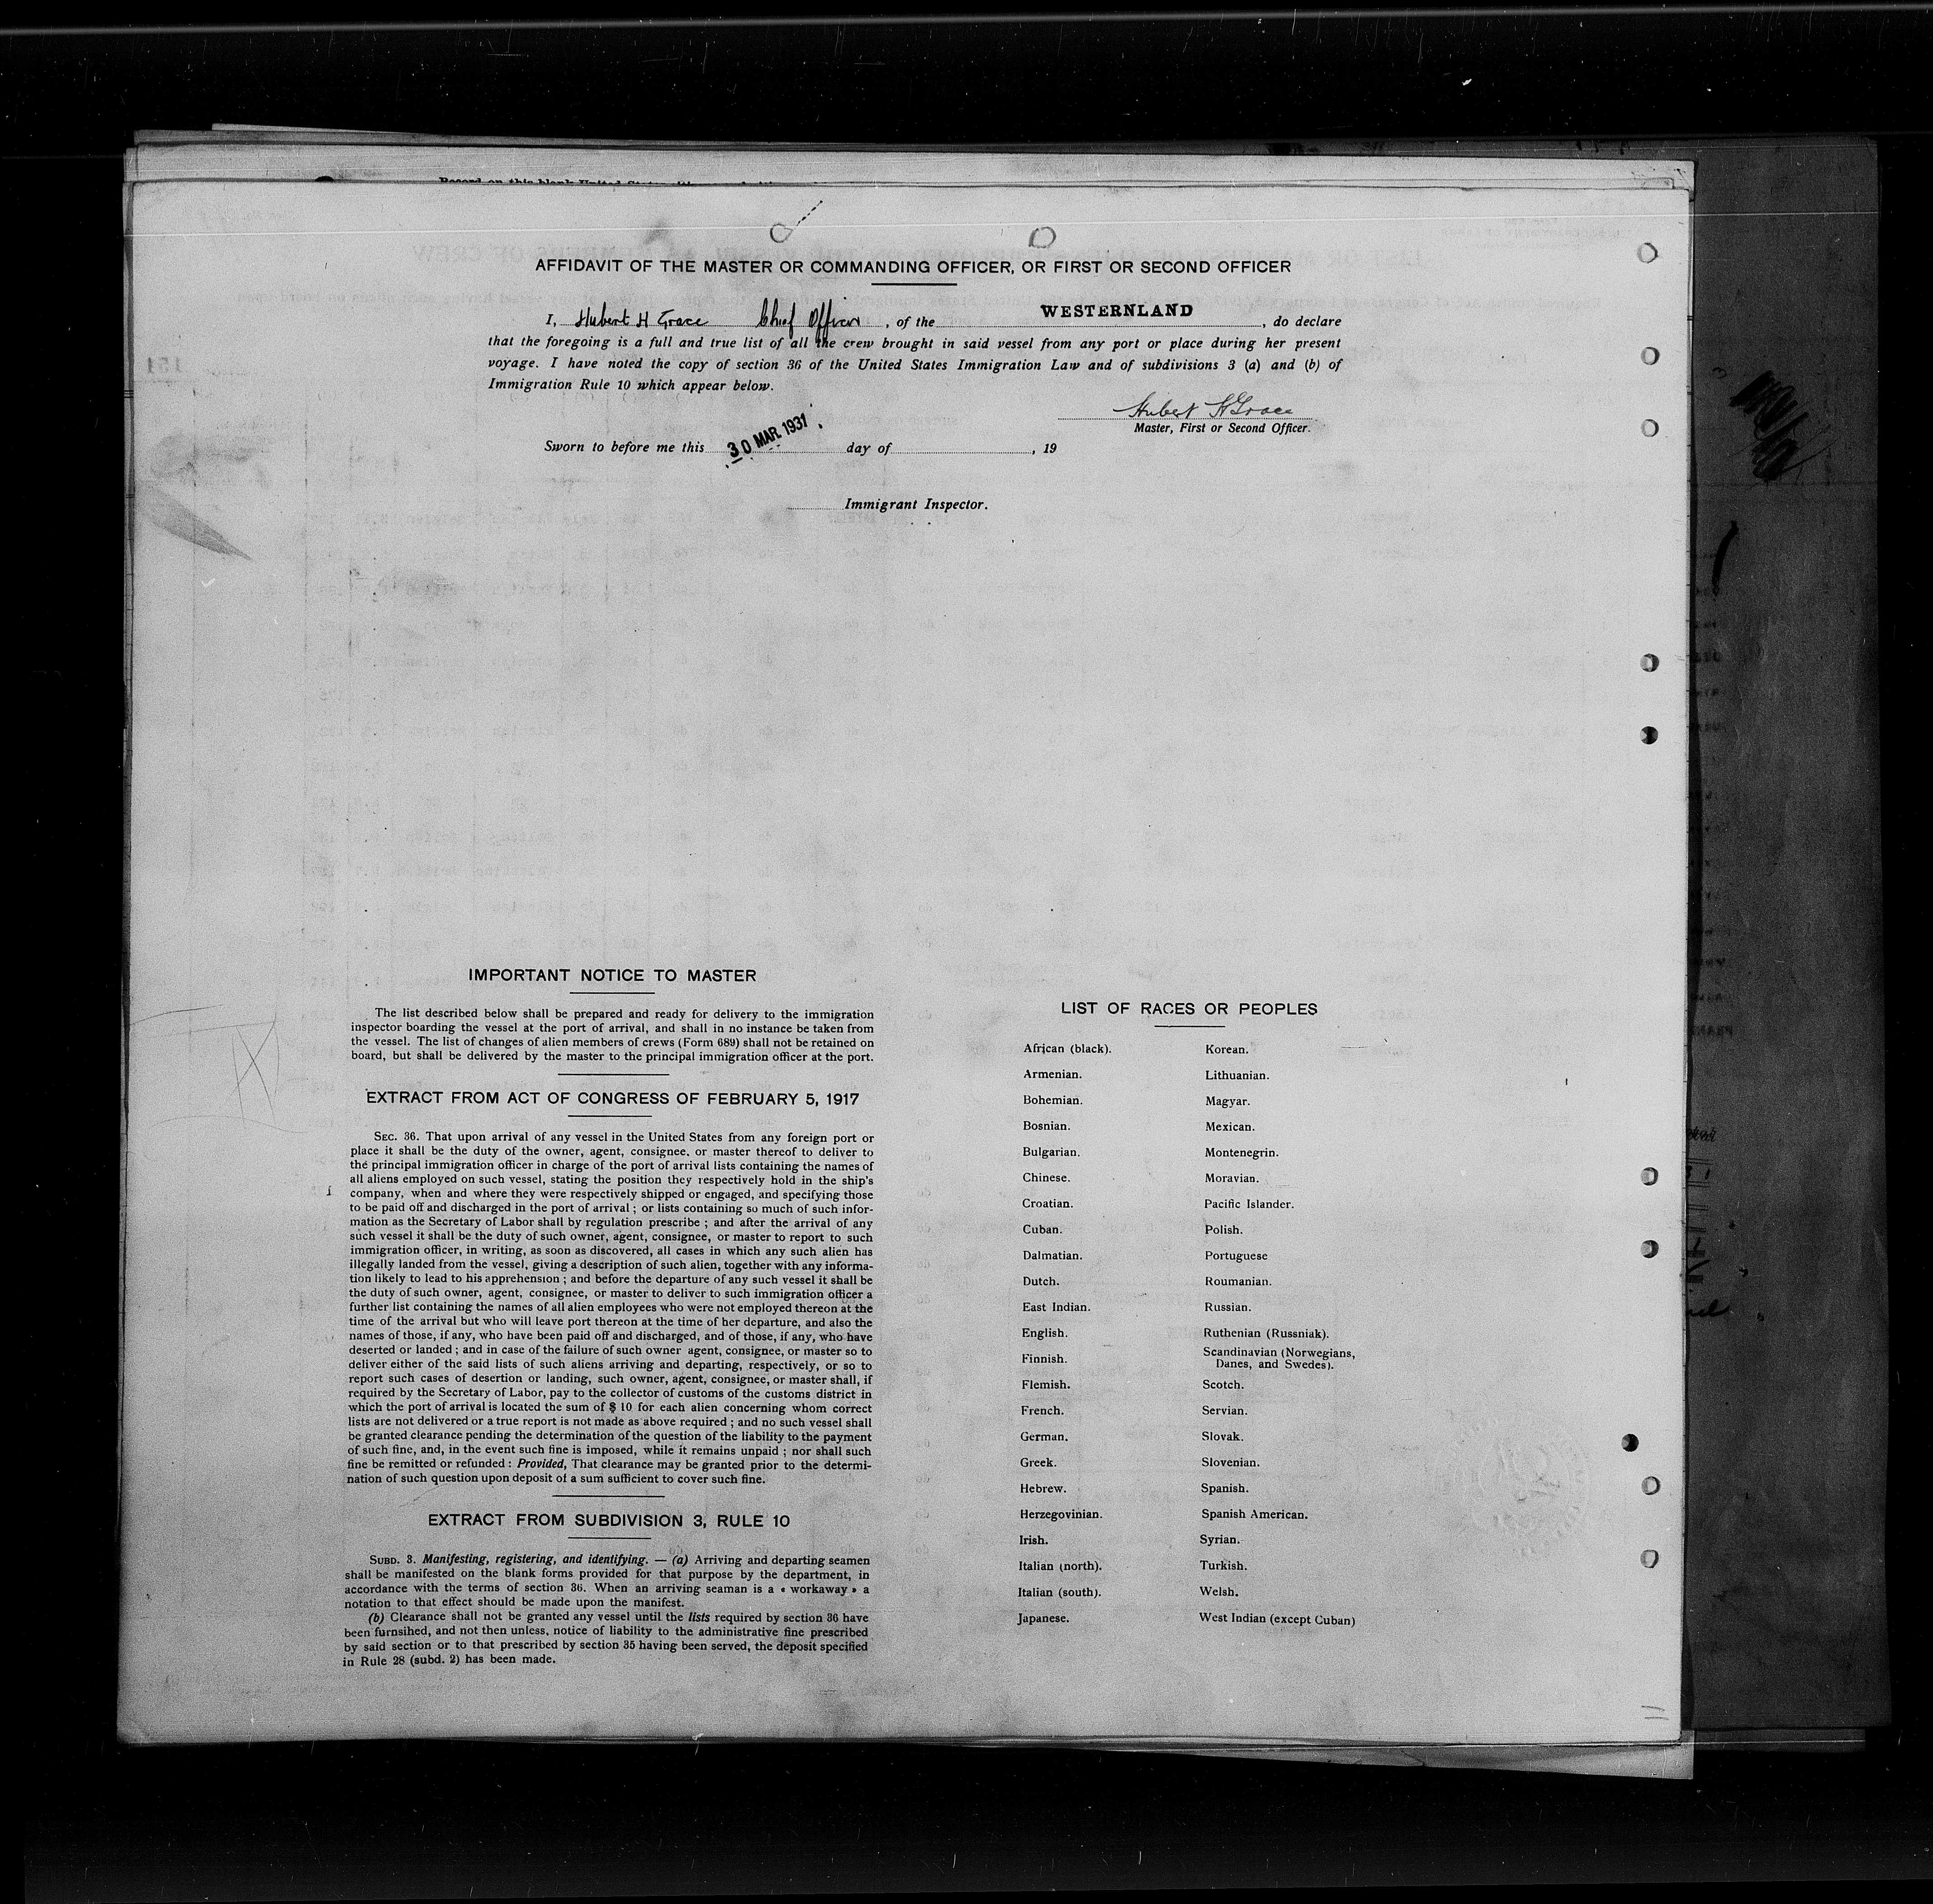 AFFIDAVIT OF THE MASTER OR COMMANDING OFFICER, OR FIRST OR SECOND OFFICER
I, Hubert H Grace Chief Officer, of the WESTERNLAND, do declare
that the foregoing is a full and true list of all the crew brought in said vessel from any port or place during her present
voyage. I have noted the copy of section 36 of the United States Immigration Law and of subdivisions 3 (a) and (b) of
Immigration Rule 10 which appear below.
Hubert H Grace
Master, First or Second Officer.
Sworn to before me this 30 MAR. 1931 day of , 19
Immigrant Inspector.
IMPORTANT NOTICE TO MASTER
The list described below shall be prepared and ready for delivery to the immigration
inspector boarding the vessel at the port of arrival, and shall in no instance be taken from
the vessel. The list of changes of alien members of crews (Form 689) shall not be retained on
board, but shall be delivered by the master to the principal immigration officer at the port.
EXTRACT FROM ACT OF CONGRESS OF FEBRUARY 5, 1917
SEC. 36. That upon arrival of any vessel in the United States from any foreign port or
place it shall be the duty of the owner, agent, consignee, or master thereof to deliver to
the principal immigration officer in charge of the port of arrival lists containing the names of
all aliens employed on such vessel, stating the position they respectively hold in the ship's
company, when and where they were respectively shipped or engaged, and specifying those
to be paid off and discharged in the port of arrival ; or lists containing so much of such infor-
mation as the Secretary of Labor shall by regulation prescribe ; and after the arrival of any
such vessel it shall be the duty of such owner, agent, consignee, or master to report to such
immigration officer, in writing, as soon as discovered, all cases in which any such alien has
illegally landed from the vessel, giving a description of such alien, together with any informa-
tion likely to lead to his apprehension ; and before the departure of any such vessel it shall be
the duty of such owner, agent, consignee, or master to deliver to such immigration officer a
further list containing the names of all alien employees who were not employed thereon at the
time of the arrival but who will leave port thereon at the time of her departure, and also the
names of those, if any, who have been paid off and discharged, and of those, if any, who have
deserted or landed ; and in case of the failure of such owner agent, consignee, or master so to
deliver either of the said lists of such aliens arriving and departing, respectively, or so to
report such cases of desertion or landing, such owner, agent, consignee, or master shall, if
required by the Secretary of Labor, pay to the collector of customs of the customs district in
which the port of arrival is located the sum of $ 10 for each alien concerning whom correct
lists are not delivered or a true report is not made as above required ; and no such vessel shall
be granted clearance pending the determination of the question of the liability to the payment
of such fine, and, in the event such fine is imposed, while it remains unpaid ; nor shall such
fine be remitted or refunded : Provided, That clearance may be granted prior to the determi-
nation of such question upon deposit of a sum sufficient to cover such fine.
EXTRACT FROM SUBDIVISION 3, RULE 10
SUBD. 3. Manifesting, registering, and identifying. — (a) Arriving and departing seamen
shall be manifested on the blank forms provided for that purpose by the department, in
accordance with the terms of section 36. When an arriving seaman is a « workaway » a
notation to that effect should be made upon the manifest.
(b) Clearance shall not be granted any vessel until the lists required by section 36 have
been furnsihed, and not then unless, notice of liability to the administrative fine prescribed
by said section or to that prescribed by section 35 having been served, the deposit specified
in Rule 28 (subd. 2) has been made.
LIST OF RACES OR PEOPLES
African (black). Korean.
Armenian. Lithuanian.
Bohemian. Magyar.
Bosnian. Mexican.
Bulgarian. Montenegrin.
Chinese. Moravian.
Croatian. Pacific Islander.
Cuban. Polish.
Dalmatian. Portuguese
Dutch. Roumanian.
East Indian. Russian.
English. Ruthenian (Russniak).
Finnish. Scandinavian (Norwegians,
Danes, and Swedes).
Flemish. Scotch.
French. Servian.
German. Slovak.
Greek. Slovenian.
Hebrew. Spanish.
Herzegovinian. Spanish American.
Irish. Syrian.
Italian (north). Turkish.
Italian (south). Welsh.
Japanese. West Indian (except Cuban)